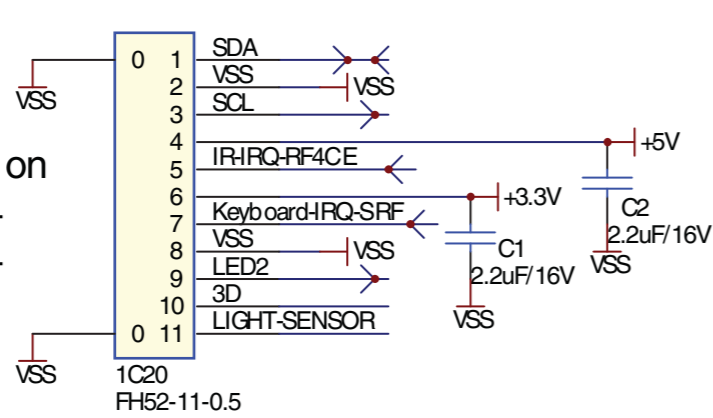 0 1 SDA
VSS
2 VSS VSS
3 SCL
4 +5V
on
5 IR-IRQ-RF4CE
6 +3.3V
7 Keyboard-IRQ-SRF
C2
2.2uF/16V
VSS
8 VSS VSS
C1
2.2uF/16V
VSS
9 LED2
10 3D
0 11 LIGHT-SENSOR
VSS
1C20
FH52-11-0.5